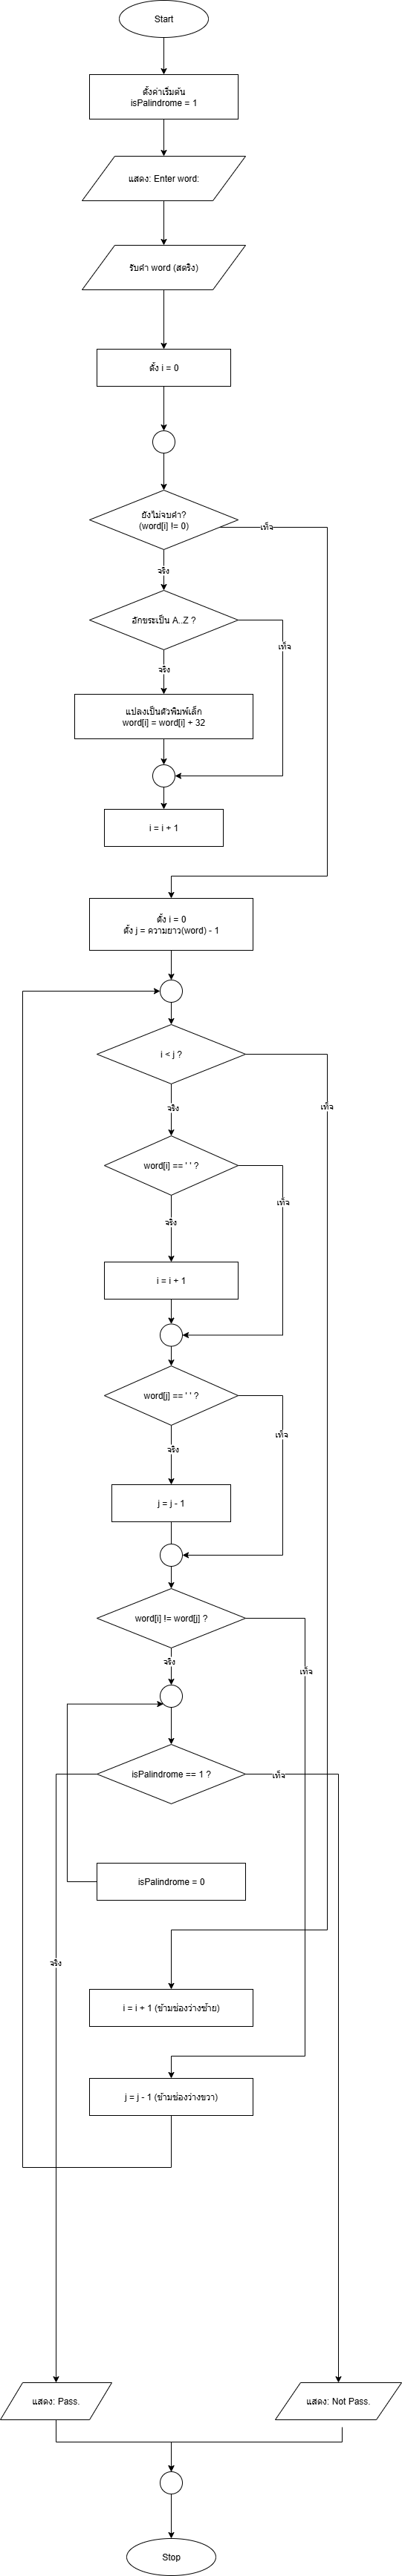 Start
ตั้งค่าเริ่มต้น
isPalindrome = 1
แสดง: Enter word:
รับคำ word (สตริง)
ตั้ง i = 0
ยังไม่จบคำ?
(word[i] != 0)
เท็จ
จริง
อักขระเป็น A..Z ?
เท็จ
จริง
แปลงเป็นตัวพิมพ์เล็ก
word[i] = word[i] + 32
i = i + 1
ตั้ง i = 0
ตั้ง j = ความยาว(word) - 1
i < j ?
เท็จ
จริง
word[i] == ' ' ?
เท็จ
จริง
i = i + 1
word[j] == ' ' ?
เท็จ
จริง
j = j - 1
word[i] != word[j] ?
จริง
เท็จ
isPalindrome == 1 ?
เท็จ
isPalindrome = 0
จริง
i = i + 1 (ข้ามช่องว่างซ้าย)
j = j - 1 (ข้ามช่องว่างขวา)
แสดง: Pass.
แสดง: Not Pass.
Stop